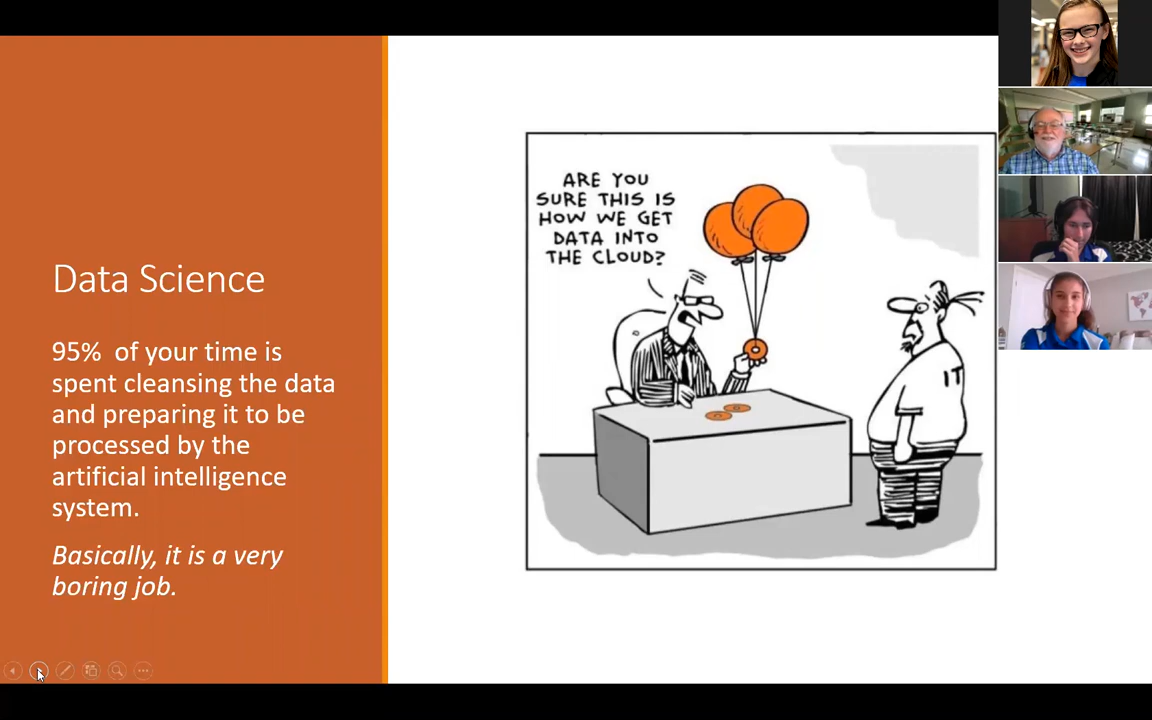 Data Science
95%  of your time is
spent cleansing the data
and preparing it to be
processed by the
artificial intelligence
system.
Basically, it is a very
boring job.
ARE YOU
SURE THIS IS
HOW WE GET
DATA INTO
THE CLOUD?
IT